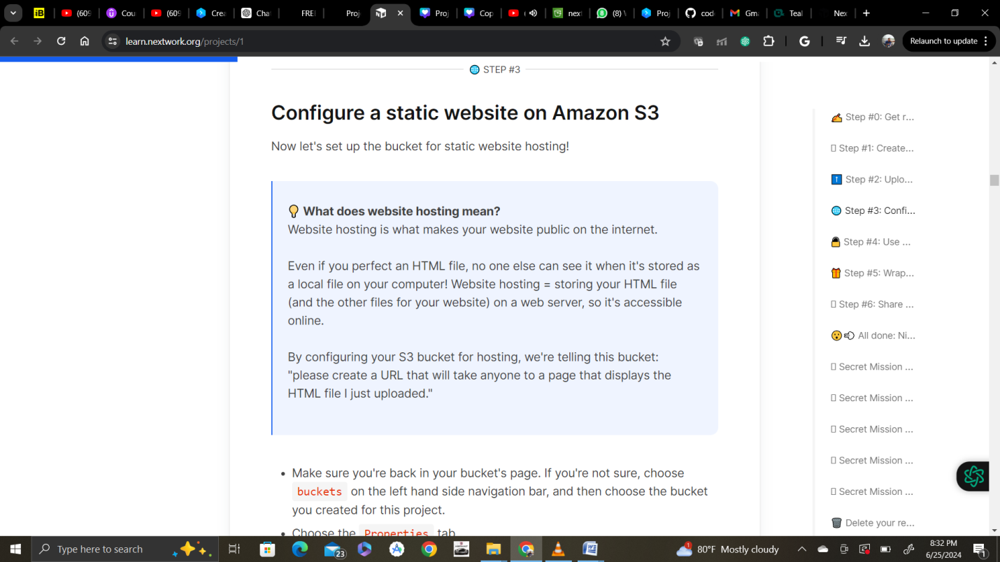 iB
(609
Cou
(609
Crea
Cha
FREI
Proj
Proj
Cop
(
next
(8) \
Proj
cod
Gma
Teal
Nex
learn.nextwork.org/projects/1
Relaunch to update
STEP #3
Configure a static website on Amazon S3
Now let's set up the bucket for static website hosting!
What does website hosting mean?
Website hosting is what makes your website public on the internet.
Even if you perfect an HTML file, no one else can see it when it's stored as
a local file on your computer! Website hosting = storing your HTML file
(and the other files for your website) on a web server, so it's accessible
online.
By configuring your S3 bucket for hosting, we're telling this bucket:
"please create a URL that will take anyone to a page that displays the
HTML file I just uploaded."
• Make sure you're back in your bucket's page. If you're not sure, choose
buckets on the left hand side navigation bar, and then choose the bucket
you created for this project.
• Choose the Properties tab
Step #0: Get r...
Step #1: Create...
Step #2: Uplo...
Step #3: Confi...
Step #4: Use ...
Step #5: Wrap...
Step #6: Share ...
All done: Ni...
Secret Mission ...
Secret Mission ...
Secret Mission ...
Secret Mission ...
Secret Mission ...
Delete your re...
Type here to search
23
1
80°F Mostly cloudy
8:32 PM
6/25/2024
1